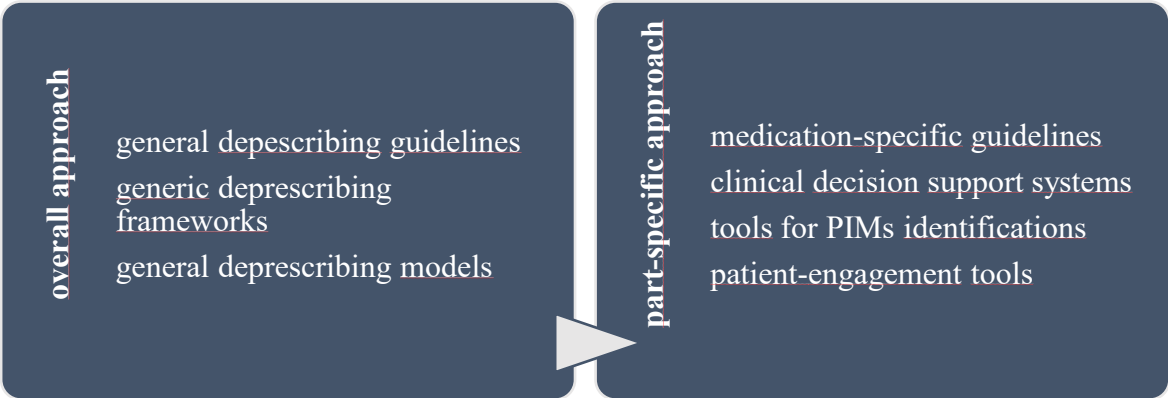 overall approach
general depescribing guidelines
generic deprescribing
frameworks
general deprescribing models
part-specific approach
medication-specific guidelines
clinical decision support systems
tools for PIMs identifications
patient-engagement tools